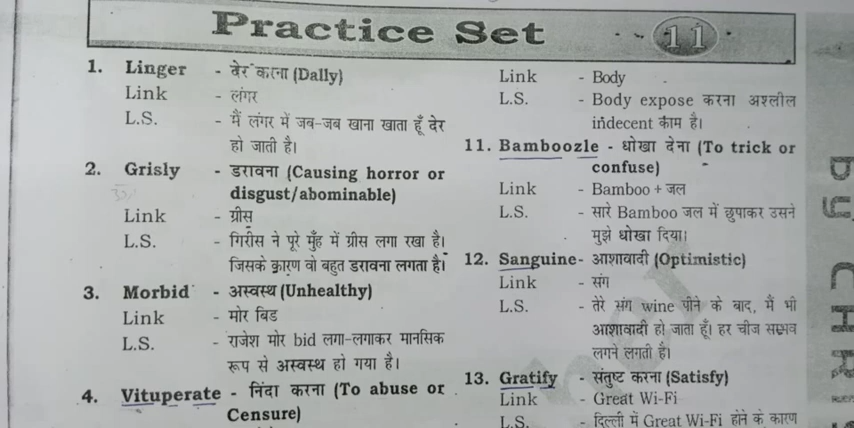 Practice Set 11
1. Linger - देर करना (Dally)
Link - लंगर
L.S. - मैं लंगर में जब-जब खाना खाता हूँ देर
हो जाती है।
2. Grisly - डरावना (Causing horror or
disgust/abominable)
Link - ग्रीस
L.S. - गिरीस ने पूरे मुँह में ग्रीस लगा रखा है।
जिसके कारण वो बहुत डरावना लगता है।
3. Morbid - अस्वस्थ (Unhealthy)
Link - मोर बिड
L.S. - राजेश मोर bid लगा-लगाकर मानसिक
रूप से अस्वस्थ हो गया है।
4. Vituperate - निंदा करना (To abuse or
Censure)
Link - Body
L.S. - Body expose करना अश्लील
indecent काम है।
11. Bamboozle - धोखा देना (To trick or
confuse)
Link - Bamboo + जल
L.S. - सारे Bamboo जल में छुपाकर उसने
मुझे धोखा दिया।
12. Sanguine- आशावादी (Optimistic)
Link - संग
L.S. - तेरे संग wine पीने के बाद, मैं भी
आशावादी हो जाता हूँ। हर चीज सम्भव
लगने लगती है।
13. Gratify - संतुष्ट करना (Satisfy)
Link - Great Wi-Fi
L.S. - दिल्ली में Great Wi-Fi होने के कारण
by CHRIS